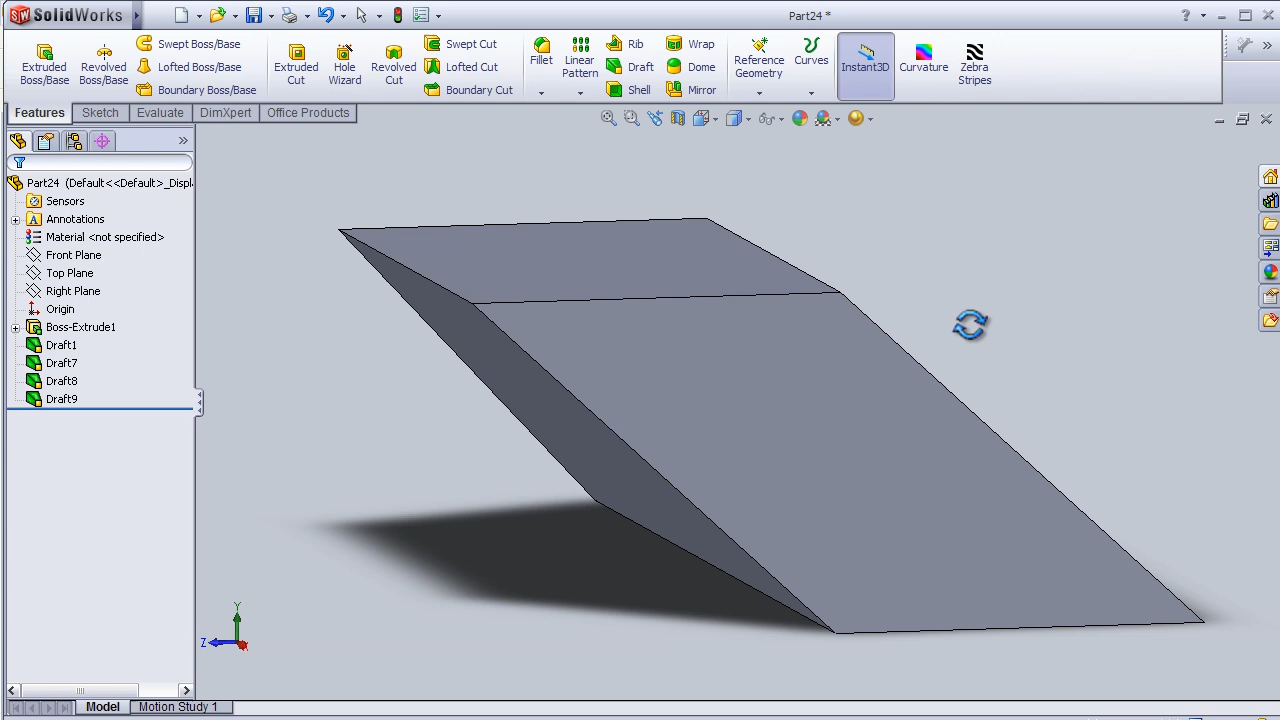 SW SolidWorks
Part24 *
?
Extruded Boss/Base
Revolved Boss/Base
Swept Boss/Base
Lofted Boss/Base
Boundary Boss/Base
Extruded Cut
Hole Wizard
Revolved Cut
Swept Cut
Lofted Cut
Boundary Cut
Fillet
Linear Pattern
Rib
Draft
Shell
Wrap
Dome
Mirror
Reference Geometry
Curves
Instant3D
Curvature
Zebra Stripes
Features
Sketch
Evaluate
DimXpert
Office Products
Part24 (Default<<Default>_Displ
Sensors
Annotations
Material <not specified>
Front Plane
Top Plane
Right Plane
Origin
Boss-Extrude1
Draft1
Draft7
Draft8
Draft9
Y
Z
Model
Motion Study 1